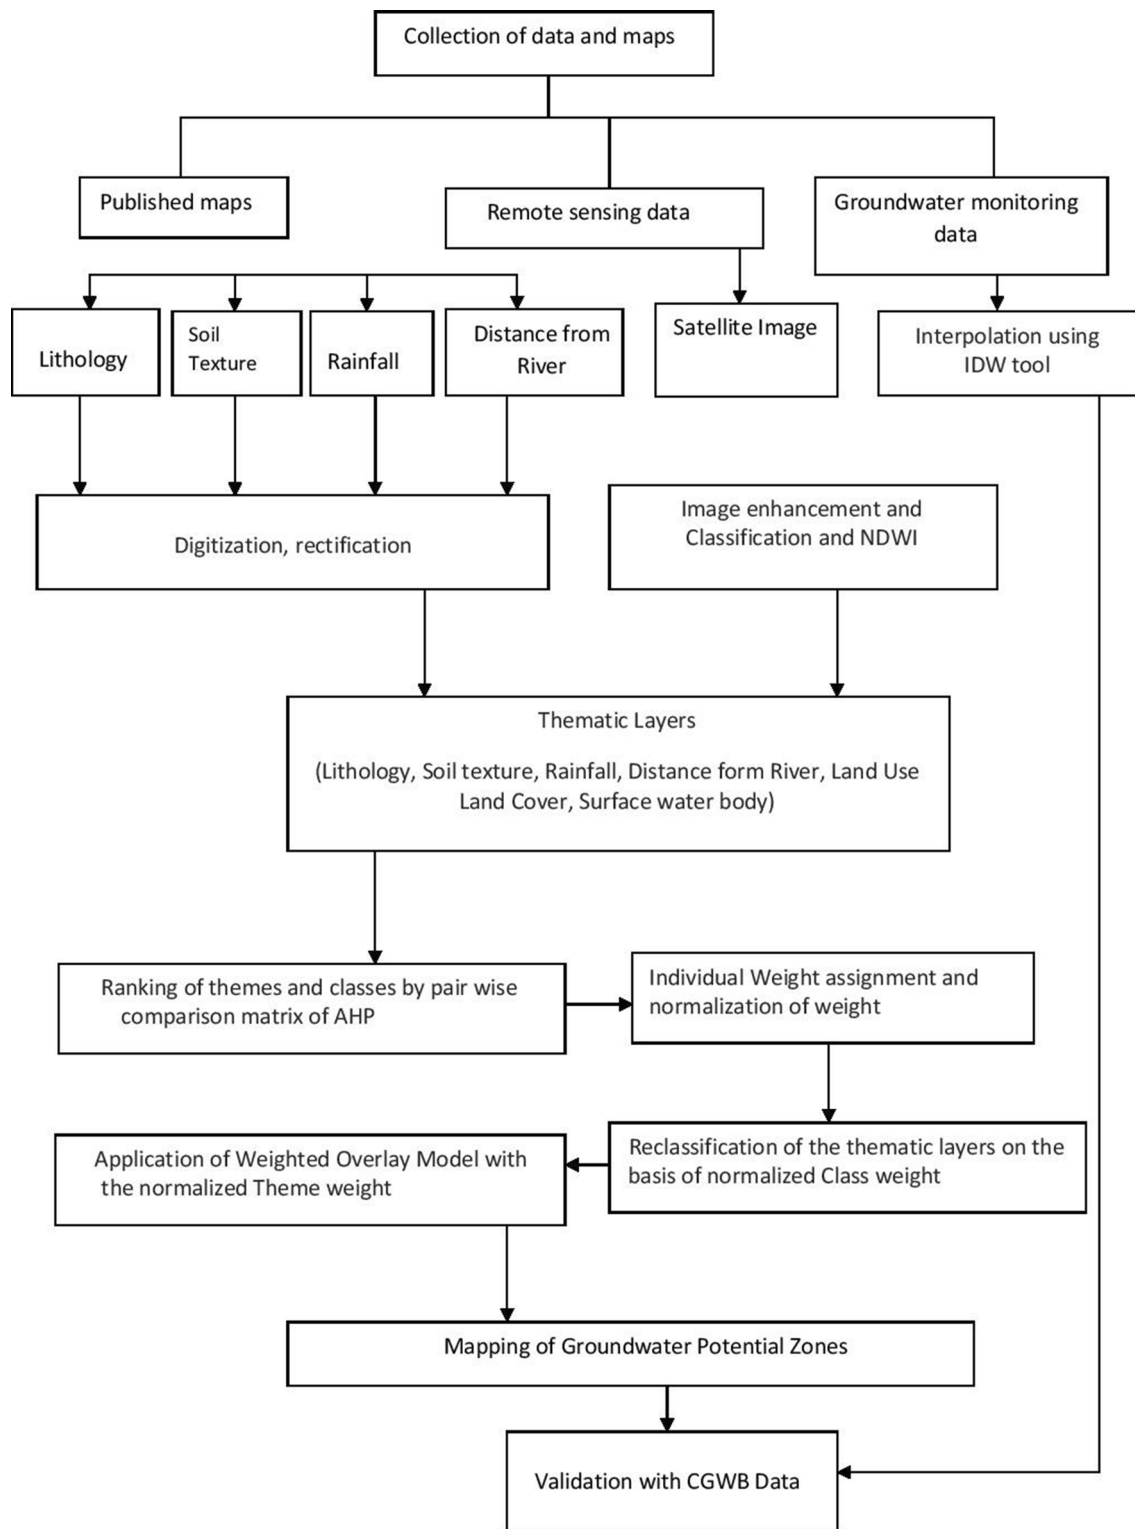 Collection of data and maps
Published maps
Remote sensing data
Groundwater monitoring
data
Lithology
Soil
Texture
Rainfall
Distance from
River
Satellite Image
Interpolation using
IDW tool
Digitization, rectification
Image enhancement and
Classification and NDWI
Thematic Layers
(Lithology, Soil texture, Rainfall, Distance form River, Land Use
Land Cover, Surface water body)
Ranking of themes and classes by pair wise
comparison matrix of AHP
Individual Weight assignment and
normalization of weight
Application of Weighted Overlay Model with
the normalized Theme weight
Reclassification of the thematic layers on the
basis of normalized Class weight
Mapping of Groundwater Potential Zones
Validation with CGWB Data